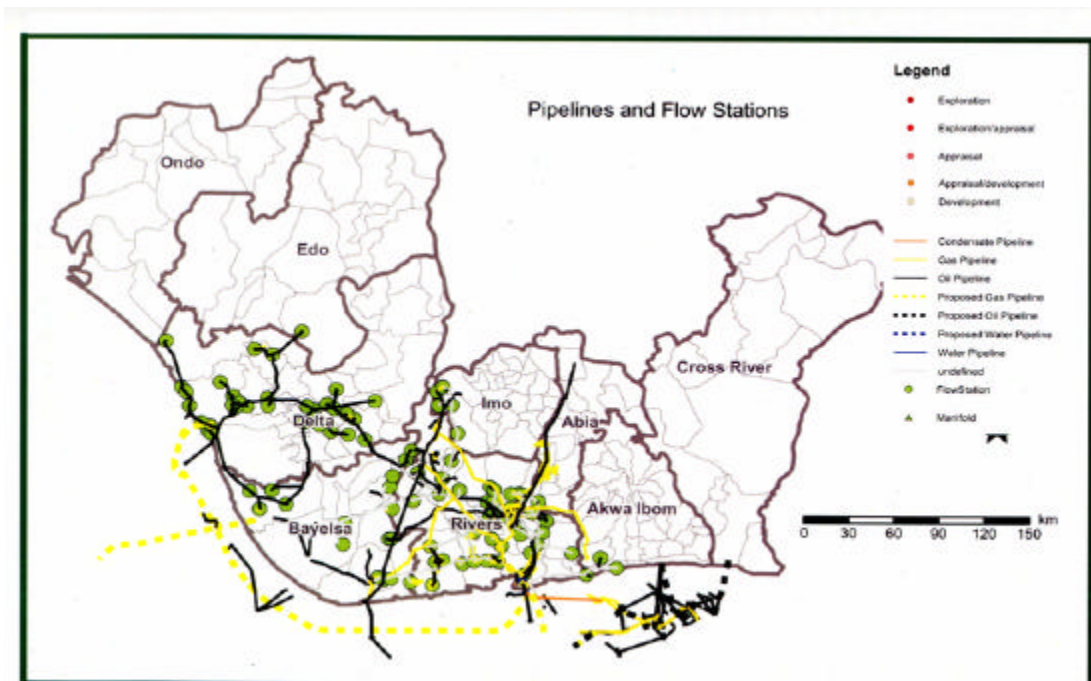 Pipelines and Flow Stations
Legend
Exploration
Exploration/appraisal
Appraisal
Appraisal/development
Development
Condensate Pipeline
Gas Pipeline
Oil Pipeline
Proposed Gas Pipeline
Proposed Oil Pipeline
Proposed Water Pipeline
Water Pipeline
undefined
FlowStation
Manifold
Ondo
Edo
Delta
Imo
Abia
Cross River
Bayelsa
Rivers
Akwa Ibom
km
0 30 60 90 120 150